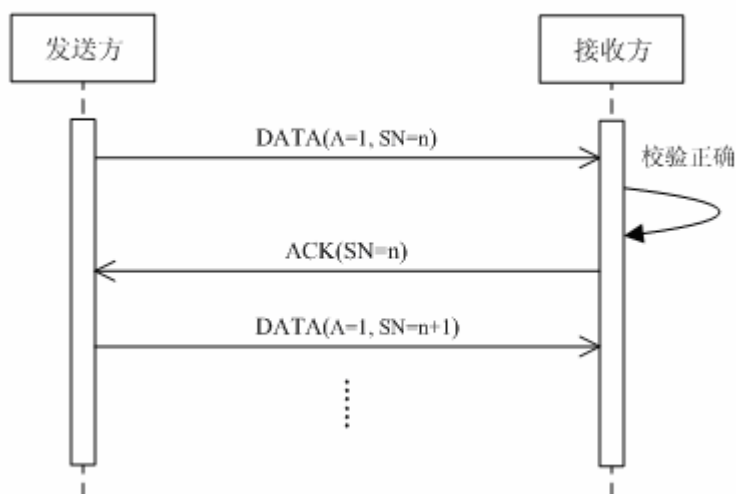 发送方
接收方
DATA(A=1, SN=n)
校验正确
ACK(SN=n)
DATA(A=1, SN=n+1)